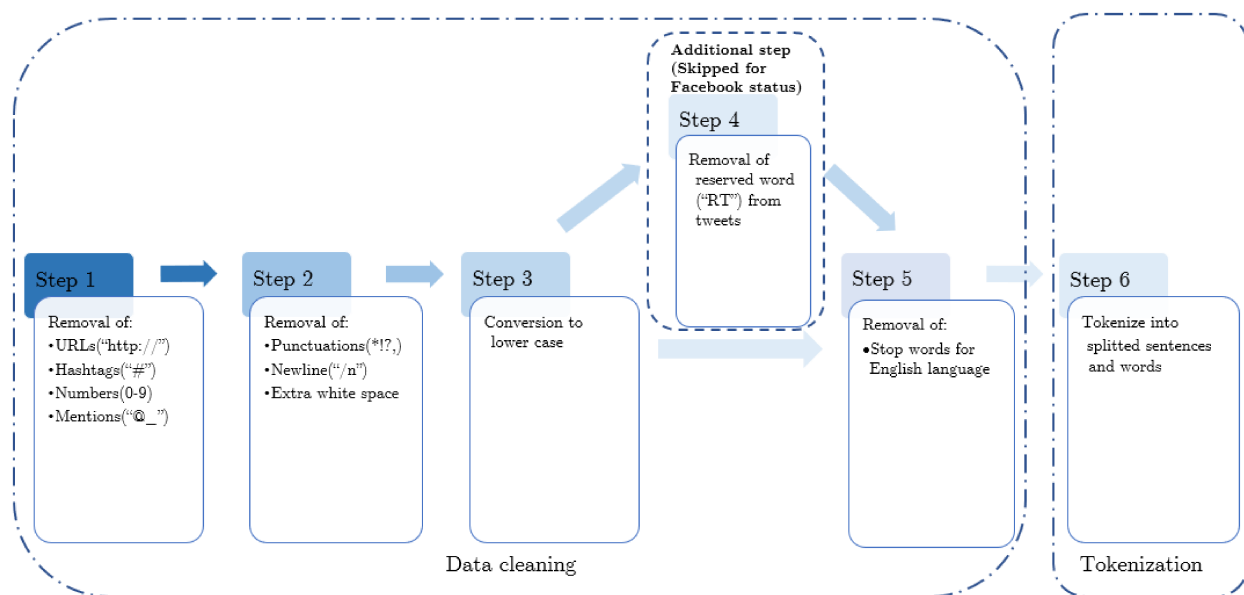 Additional step
(Skipped for
Facebook status)
Step 4
Removal of
reserved word
(“RT”) from
tweets
Step 1
Removal of:
•URLs(“http://”)
•Hashtags(“#”)
•Numbers(0-9)
•Mentions(“@_”)
Step 2
Removal of:
•Punctuations(*!?,)
•Newline(“/n”)
•Extra white space
Step 3
Conversion to
lower case
Step 5
Removal of:
•Stop words for
English language
Step 6
Tokenize into
splitted sentences
and words
Data cleaning
Tokenization